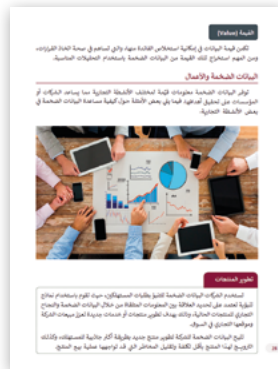 القيمة (Value)
تكمن قيمة البيانات في إمكانية استخلاص الفائدة منها، والتي تساهم في صحة اتخاذ القرارات،
ومن المهم استخراج تلك القيمة من البيانات الضخمة باستخدام التحليلات المناسبة.
البيانات الضخمة والأعمال
توفر البيانات الضخمة معلومات قيّمة لمختلف الأنشطة التجارية مما يساعد الشركات أو
المؤسسات على تحقيق أهدافها، فيما يلي بعض الأمثلة حول كيفية مساعدة البيانات الضخمة في
بعض الأنشطة التجارية.
تطوير المنتجات
تستخدم الشركات البيانات الضخمة للتنبؤ بطلبات المستهلكين، حيث تقوم باستخدام نماذج
تنبؤية تعتمد على تحديد العلاقة بين المعلومات المتعلقة من خلال البيانات الضخمة والنجاح
التجاري للمنتجات الحالية، وذلك بهدف تطوير منتجات أو خدمات جديدة تعزز مبيعات الشركة
وموقعها التجاري في السوق.
تتيح البيانات الضخمة للشركة تطوير منتج جديد بطريقة أكثر جاذبية للمستهلك، وكذلك
الترويج لهذا المنتج بأقل تكلفة وتقليل المخاطر التي قد تواجهها عملية بيع المنتج.